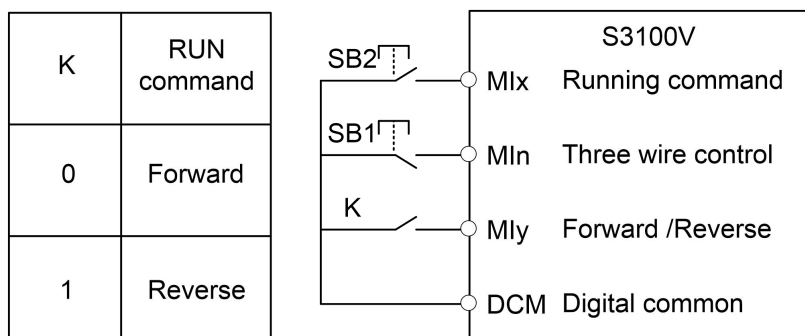 K RUN command
0 Forward
1 Reverse
S3100V
SB2 MIx Running command
SB1 MIn Three wire control
K MIy Forward /Reverse
DCM Digital common